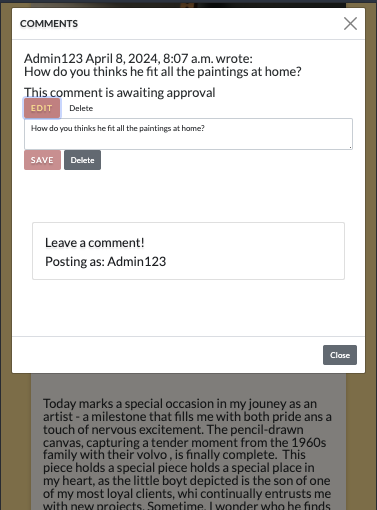 COMMENTS
Admin123 April 8, 2024, 8:07 a.m. wrote:
How do you thinks he fit all the paintings at home?
This comment is awaiting approval
EDIT Delete
How do you thinks he fit all the paintings at home?
SAVE Delete
Leave a comment!
Posting as: Admin123
Close
Today marks a special occasion in my jouney as an
artist - a milestone that fills me with both pride ans a
touch of nervous excitement. The pencil-drawn
canvas, capturing a tender moment from the 1960s
family with their volvo , is finally complete. This
piece holds a special piece holds a special place in
my heart, as the little boyt depicted is the son of one
of my most loyal clients, whi continually entrusts me
with new projects. Sometime, I wonder who he finds